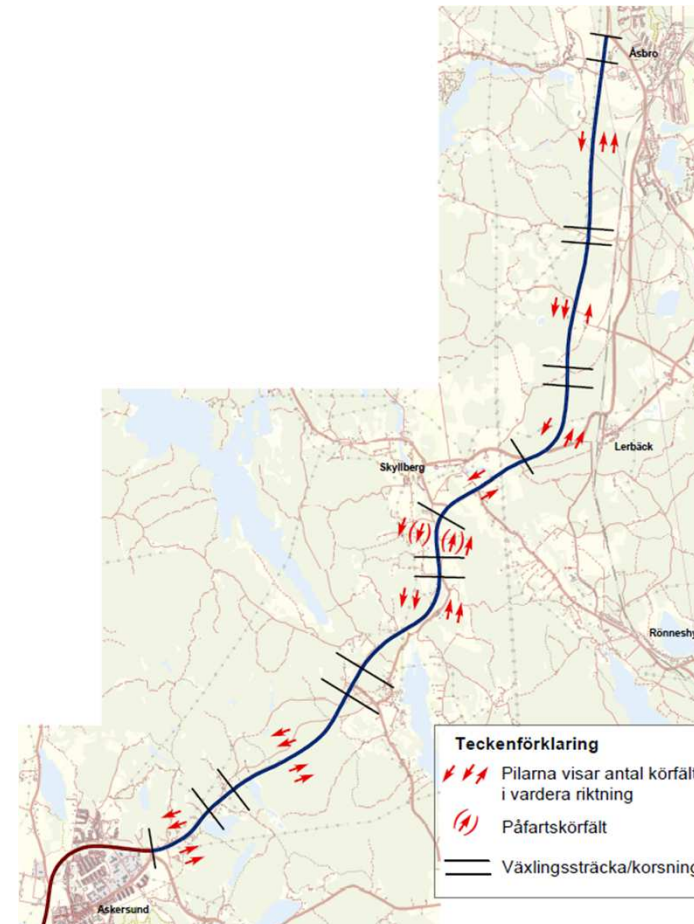 Åsbro
Lerbäck
Skyllberg
Rönneshy
Teckenförklaring
Pilarna visar antal körfält
i vardera riktning
Påfartskörfält
Växlingssträcka/korsning
Askersund